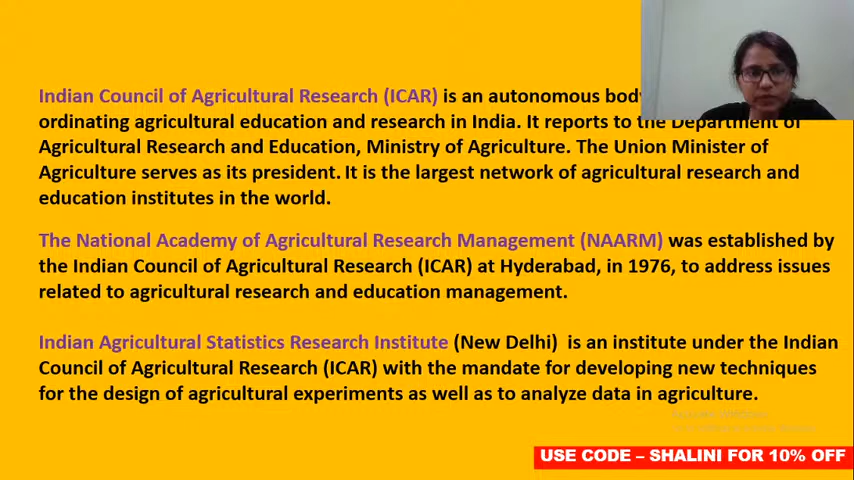 Indian Council of Agricultural Research (ICAR) is an autonomous body
ordinating agricultural education and research in India. It reports to the Department of
Agricultural Research and Education, Ministry of Agriculture. The Union Minister of
Agriculture serves as its president. It is the largest network of agricultural research and
education institutes in the world.
The National Academy of Agricultural Research Management (NAARM) was established by
the Indian Council of Agricultural Research (ICAR) at Hyderabad, in 1976, to address issues
related to agricultural research and education management.
Indian Agricultural Statistics Research Institute (New Delhi) is an institute under the Indian
Council of Agricultural Research (ICAR) with the mandate for developing new techniques
for the design of agricultural experiments as well as to analyze data in agriculture.
USE CODE – SHALINI FOR 10% OFF